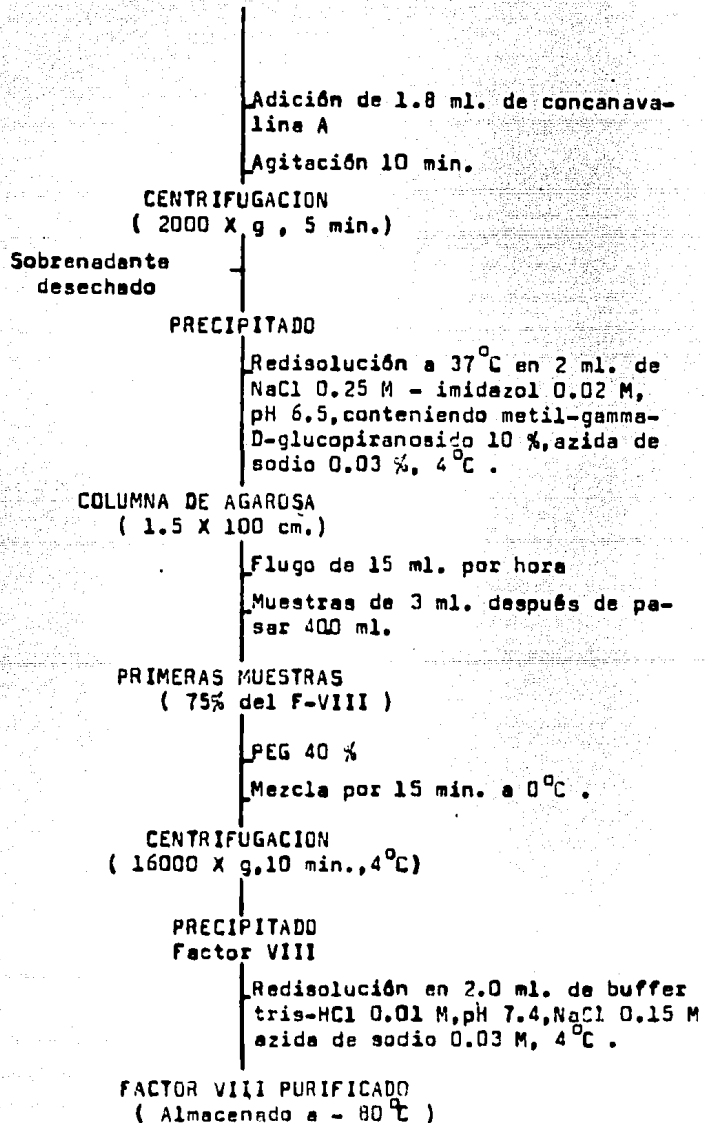 Adición de 1.8 ml. de concanava-
lina A
Agitación 10 min.
CENTRIFUGACION
( 2000 X g , 5 min.)
Sobrenadante
desechado
PRECIPITADO
Redisolución a 37°C en 2 ml. de
NaCl 0.25 M - imidazol 0.02 M,
pH 6.5,conteniendo metil-gamma-
D-glucopiranosido 10 %,azida de
sodio 0.03 %, 4°C .
COLUMNA DE AGAROSA
( 1.5 X 100 cm.)
Flugo de 15 ml. por hora
Muestras de 3 ml. después de pa-
sar 400 ml.
PRIMERAS MUESTRAS
( 75% del F-VIII )
PEG 40 %
Mezcla por 15 min. a 0°C .
CENTRIFUGACION
( 16000 X g,10 min.,4°C)
PRECIPITADO
Factor VIII
Redisolución en 2.0 ml. de buffer
tris-HCl 0.01 M,pH 7.4,NaCl 0.15 M
azida de sodio 0.03 M, 4°C .
FACTOR VIII PURIFICADO
( Almacenado a - 80°C )